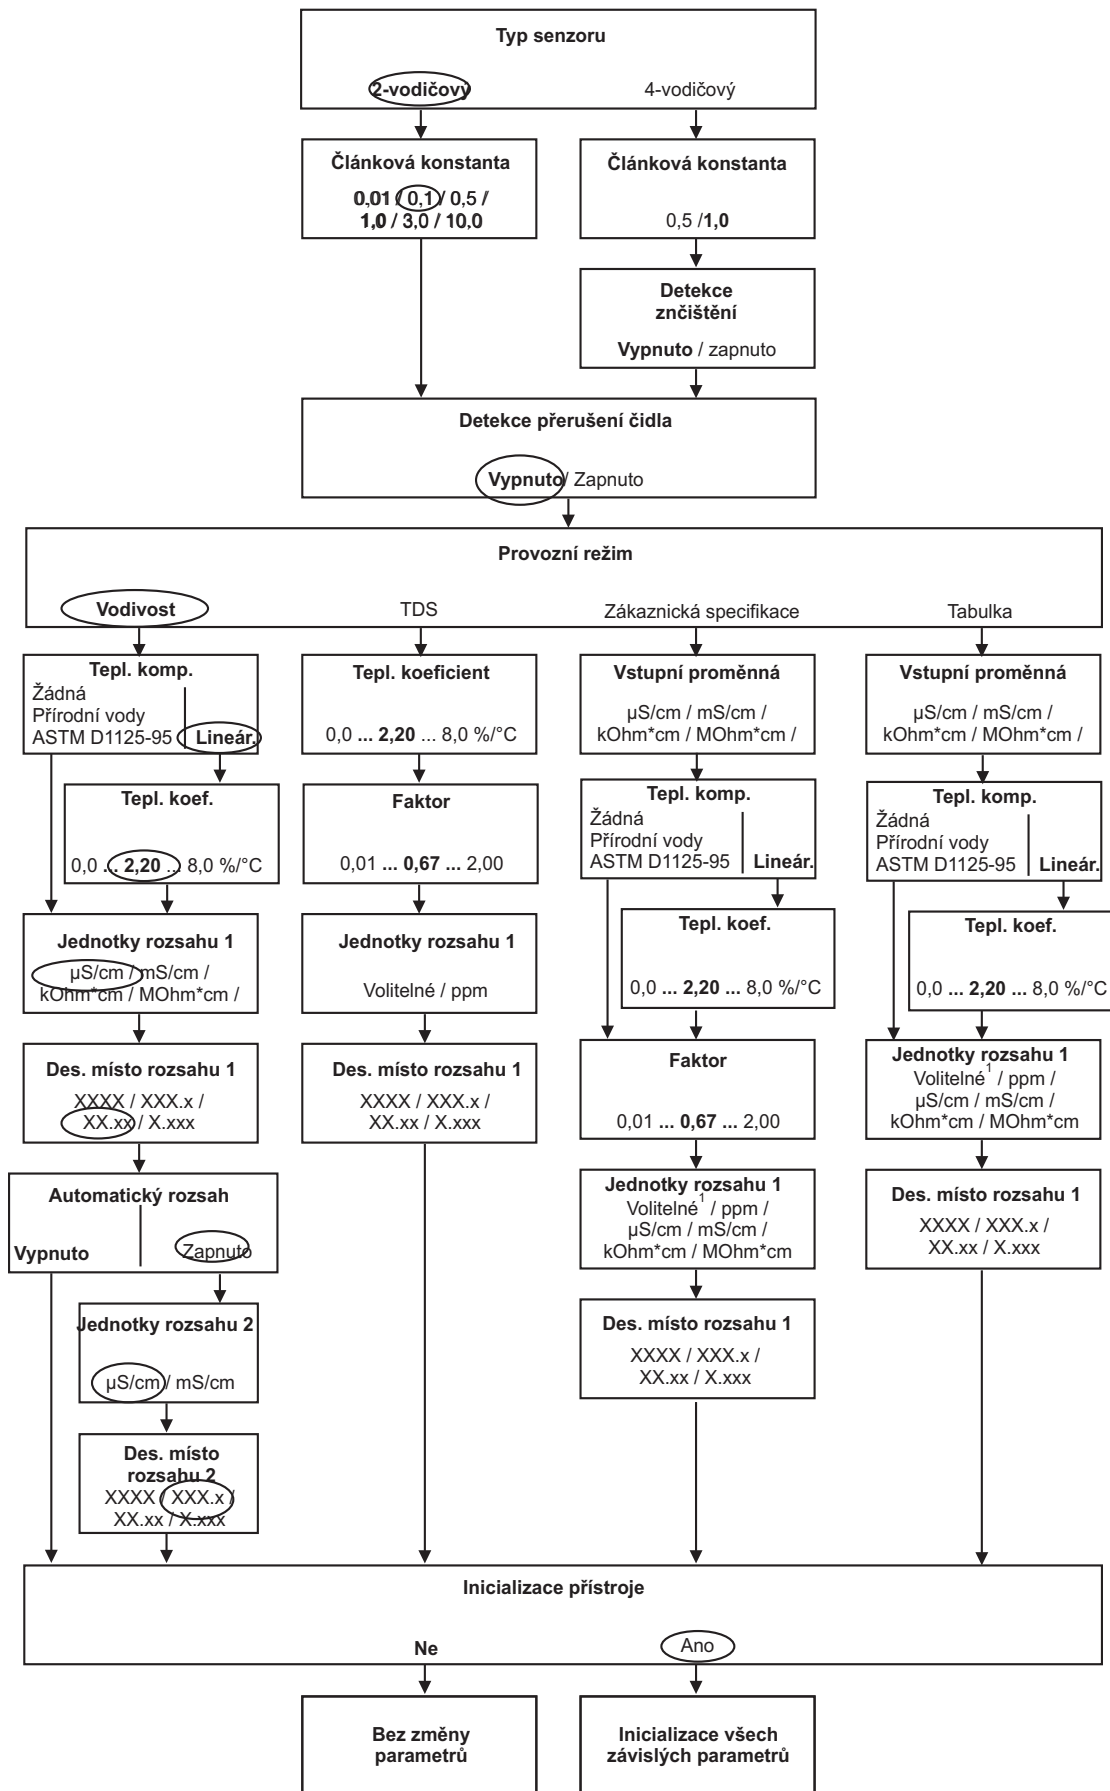 Typ senzoru
2-vodičový 4-vodičový
Článková konstanta
0,01 / 0,1 / 0,5 /
1,0 / 3,0 / 10,0
Článková konstanta
0,5 /1,0
Detekce
znčištění
Vypnuto / zapnuto
Detekce přerušení čidla
Vypnuto/ Zapnuto
Provozní režim
Vodivost TDS Zákaznická specifikace Tabulka
Tepl. komp.
Žádná
Přírodní vody
ASTM D1125-95 Lineár.
Tepl. koef.
0,0 ... 2,20 ... 8,0 %/°C
Jednotky rozsahu 1
µS/cm / mS/cm /
kOhm*cm / MOhm*cm /
Des. místo rozsahu 1
XXXX / XXX.x /
XX.xx / X.xxx
Automatický rozsah
Vypnuto Zapnuto
Jednotky rozsahu 2
µS/cm / mS/cm
Des. místo
rozsahu 2
XXXX / XXX.x /
XX.xx / X.xxx
Tepl. koeficient
0,0 ... 2,20 ... 8,0 %/°C
Faktor
0,01 ... 0,67 ... 2,00
Jednotky rozsahu 1
Volitelné / ppm
Des. místo rozsahu 1
XXXX / XXX.x /
XX.xx / X.xxx
Vstupní proměnná
µS/cm / mS/cm /
kOhm*cm / MOhm*cm /
Tepl. komp.
Žádná
Přírodní vody
ASTM D1125-95 Lineár.
Tepl. koef.
0,0 ... 2,20 ... 8,0 %/°C
Faktor
0,01 ... 0,67 ... 2,00
Jednotky rozsahu 1
Volitelné¹ / ppm /
µS/cm / mS/cm /
kOhm*cm / MOhm*cm
Des. místo rozsahu 1
XXXX / XXX.x /
XX.xx / X.xxx
Vstupní proměnná
µS/cm / mS/cm /
kOhm*cm / MOhm*cm /
Tepl. komp.
Žádná
Přírodní vody
ASTM D1125-95 Lineár.
Tepl. koef.
0,0 ... 2,20 ... 8,0 %/°C
Jednotky rozsahu 1
Volitelné¹ / ppm /
µS/cm / mS/cm /
kOhm*cm / MOhm*cm
Des. místo rozsahu 1
XXXX / XXX.x /
XX.xx / X.xxx
Inicializace přístroje
Ne Ano
Bez změny
parametrů
Inicializace všech
závislých parametrů